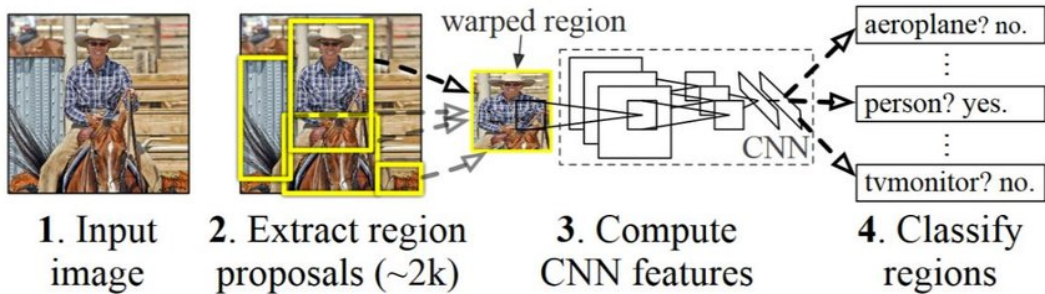 warped region
aeroplane? no.
person? yes.
CNN
tvmonitor? no.
1. Input
image
2. Extract region
proposals (~2k)
3. Compute
CNN features
4. Classify
regions